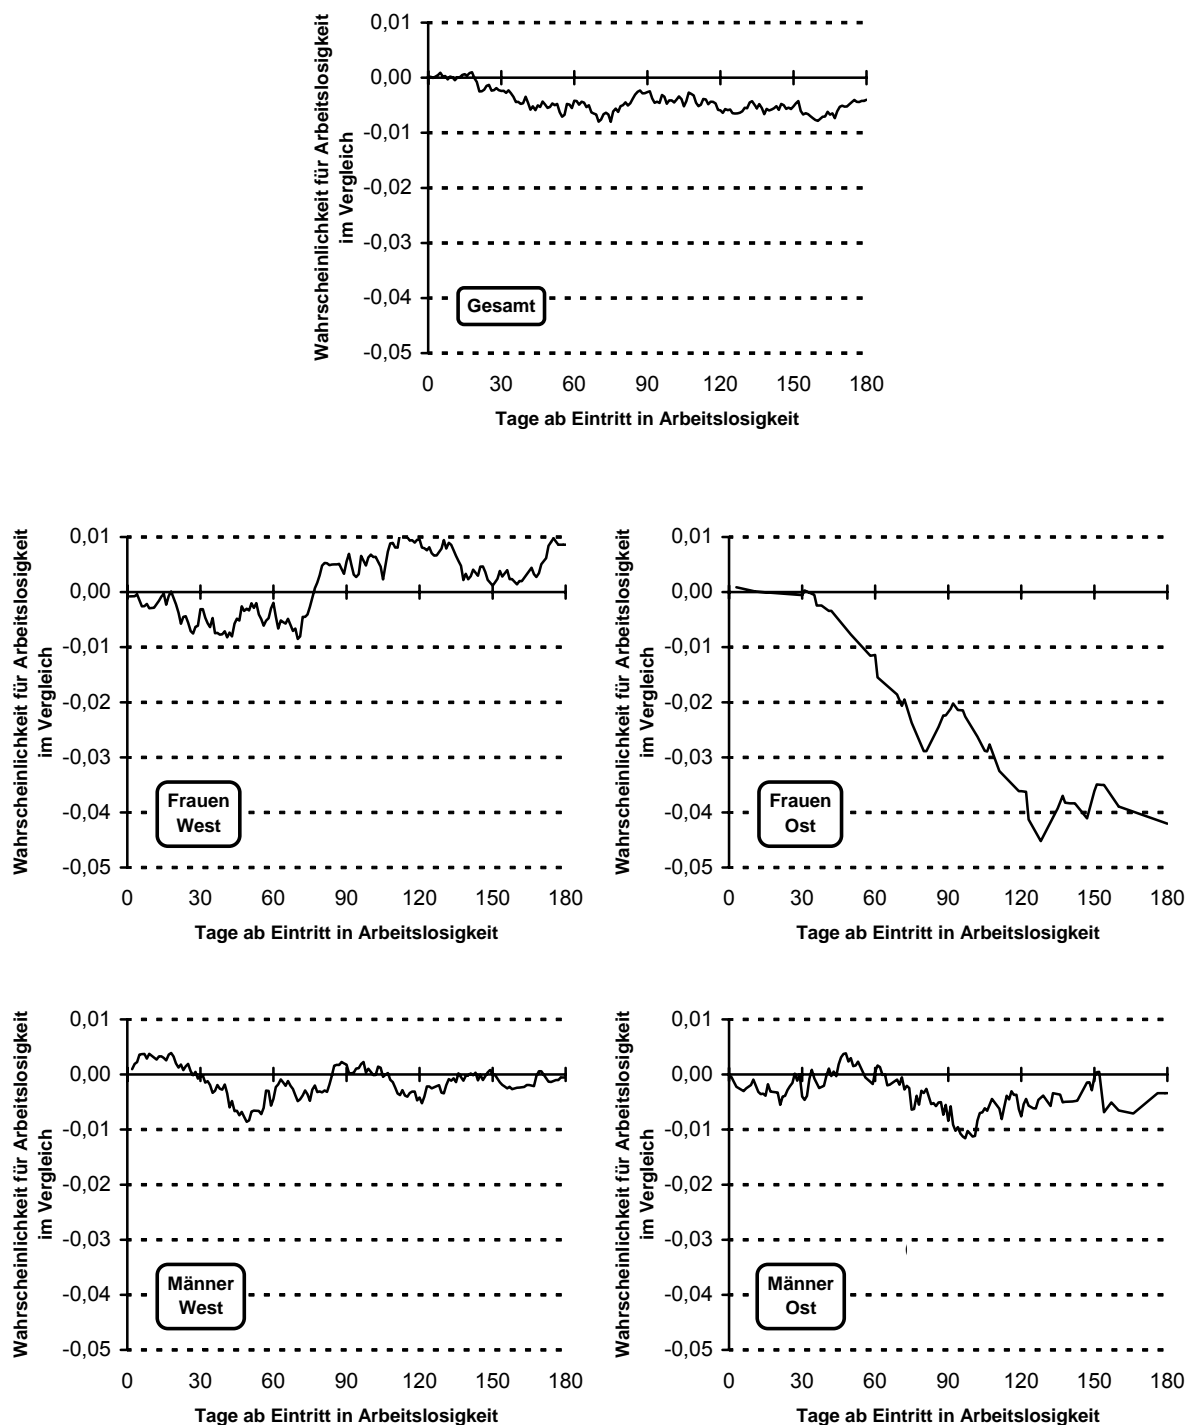 Wahrscheinlichkeit für Arbeitslosigkeit
im Vergleich
0,01
0,00
-0,01
-0,02
-0,03
-0,04
-0,05
Gesamt
0 30 60 90 120 150 180
Tage ab Eintritt in Arbeitslosigkeit
Wahrscheinlichkeit für Arbeitslosigkeit
im Vergleich
0,01
0,00
-0,01
-0,02
-0,03
-0,04
-0,05
Frauen
West
0 30 60 90 120 150 180
Tage ab Eintritt in Arbeitslosigkeit
Wahrscheinlichkeit für Arbeitslosigkeit
im Vergleich
0,01
0,00
-0,01
-0,02
-0,03
-0,04
-0,05
Frauen
Ost
0 30 60 90 120 150 180
Tage ab Eintritt in Arbeitslosigkeit
Wahrscheinlichkeit für Arbeitslosigkeit
im Vergleich
0,01
0,00
-0,01
-0,02
-0,03
-0,04
-0,05
Männer
West
0 30 60 90 120 150 180
Tage ab Eintritt in Arbeitslosigkeit
Wahrscheinlichkeit für Arbeitslosigkeit
im Vergleich
0,01
0,00
-0,01
-0,02
-0,03
-0,04
-0,05
Männer
Ost
0 30 60 90 120 150 180
Tage ab Eintritt in Arbeitslosigkeit